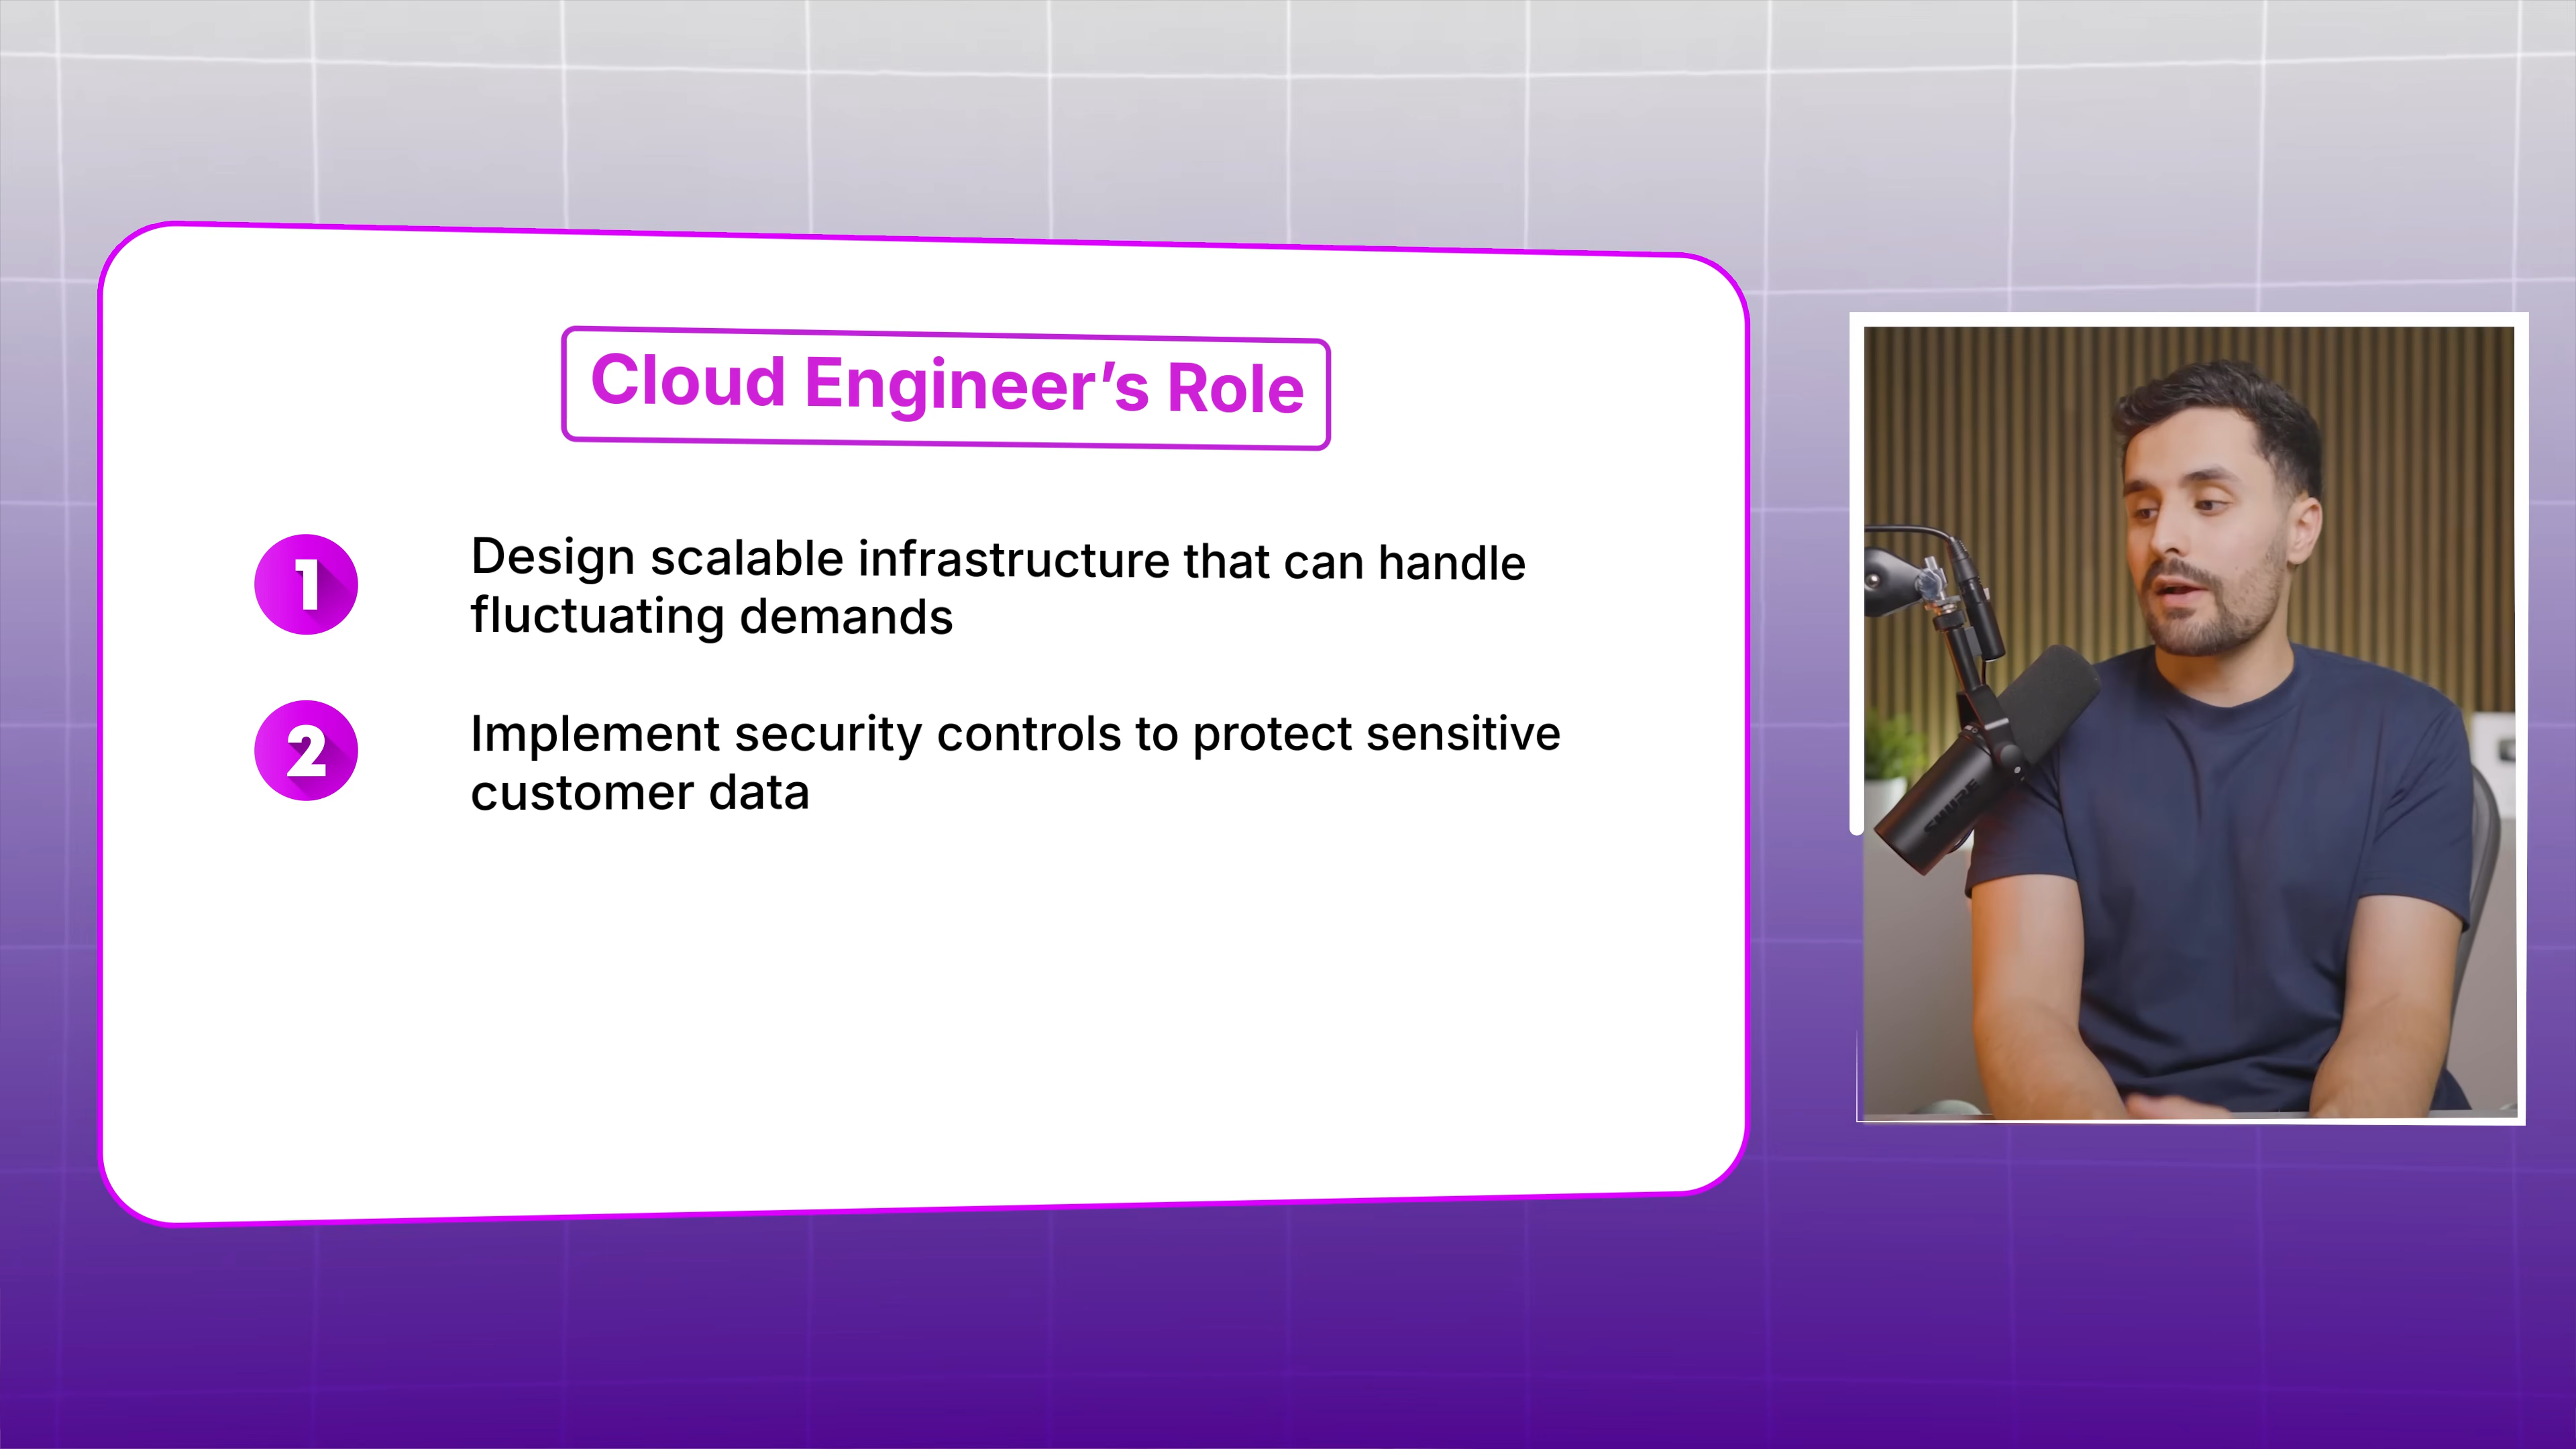 Cloud Engineer’s Role
1
Design scalable infrastructure that can handle
fluctuating demands
2
Implement security controls to protect sensitive
customer data
SHURE